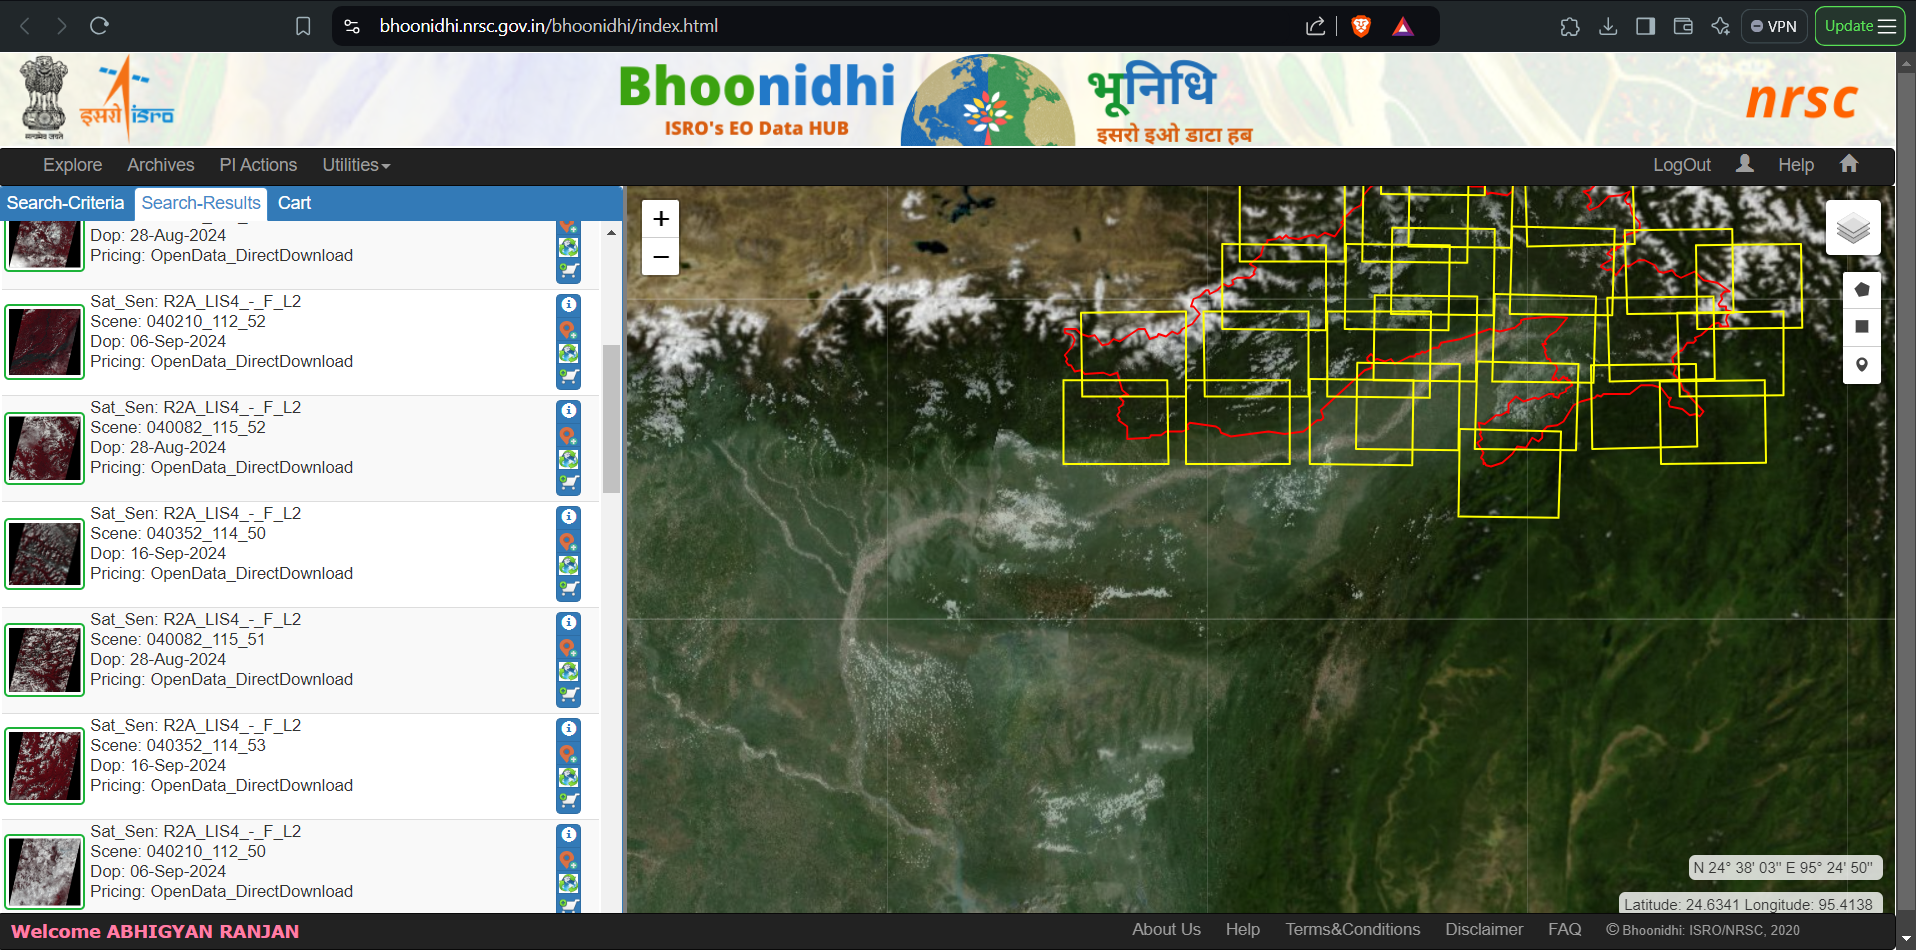 bhoonidhi.nrsc.gov.in/bhoonidhi/index.html
VPN
Update
इसरो isro
Bhoonidhi
ISRO's EO Data HUB
भूनिधि
इसरो इओ डाटा हब
nrsc
Explore Archives PI Actions Utilities
LogOut Help
Search-Criteria Search-Results Cart
Dop: 28-Aug-2024
Pricing: OpenData_DirectDownload
Sat_Sen: R2A_LIS4_-_F_L2
Scene: 040210_112_52
Dop: 06-Sep-2024
Pricing: OpenData_DirectDownload
Sat_Sen: R2A_LIS4_-_F_L2
Scene: 040082_115_52
Dop: 28-Aug-2024
Pricing: OpenData_DirectDownload
Sat_Sen: R2A_LIS4_-_F_L2
Scene: 040352_114_50
Dop: 16-Sep-2024
Pricing: OpenData_DirectDownload
Sat_Sen: R2A_LIS4_-_F_L2
Scene: 040082_115_51
Dop: 28-Aug-2024
Pricing: OpenData_DirectDownload
Sat_Sen: R2A_LIS4_-_F_L2
Scene: 040352_114_53
Dop: 16-Sep-2024
Pricing: OpenData_DirectDownload
Sat_Sen: R2A_LIS4_-_F_L2
Scene: 040210_112_50
Dop: 06-Sep-2024
Pricing: OpenData_DirectDownload
+
−
N 24° 38' 03" E 95° 24' 50"
Latitude: 24.6341 Longitude: 95.4138
Welcome ABHIGYAN RANJAN
About Us Help Terms&Conditions Disclaimer FAQ © Bhoonidhi: ISRO/NRSC, 2020